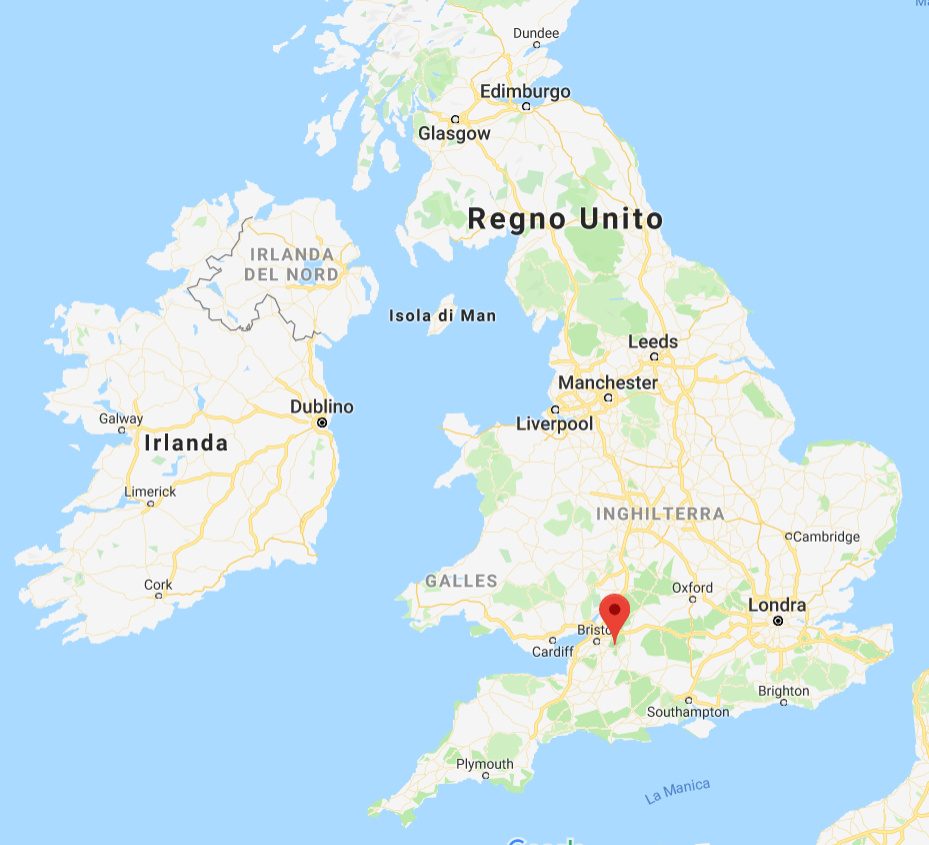 Dundee
Edimburgo
Glasgow
Regno Unito
IRLANDA
DEL NORD
Isola di Man
Leeds
Manchester
Dublino
Liverpool
Galway
Irlanda
Limerick
INGHILTERRA
Cambridge
GALLES
Cork
Oxford
Londra
Bristo
Cardiff
Brighton
Southampton
Plymouth
La Manica